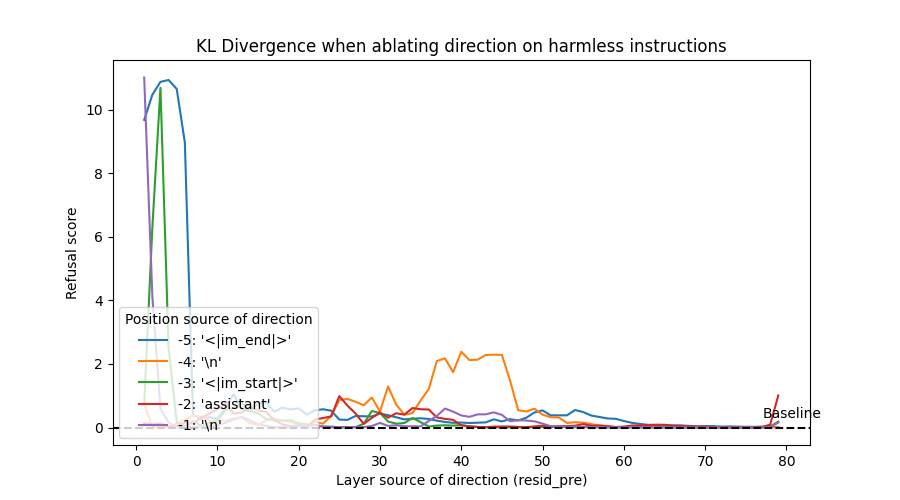 KL Divergence when ablating direction on harmless instructions
Refusal score
10
8
6
4
2
0
Position source of direction
-5: '<|im_end|>'
-4: '\n'
-3: '<|im_start|>'
-2: 'assistant'
-1: '\n'
Baseline
0 10 20 30 40 50 60 70 80
Layer source of direction (resid_pre)